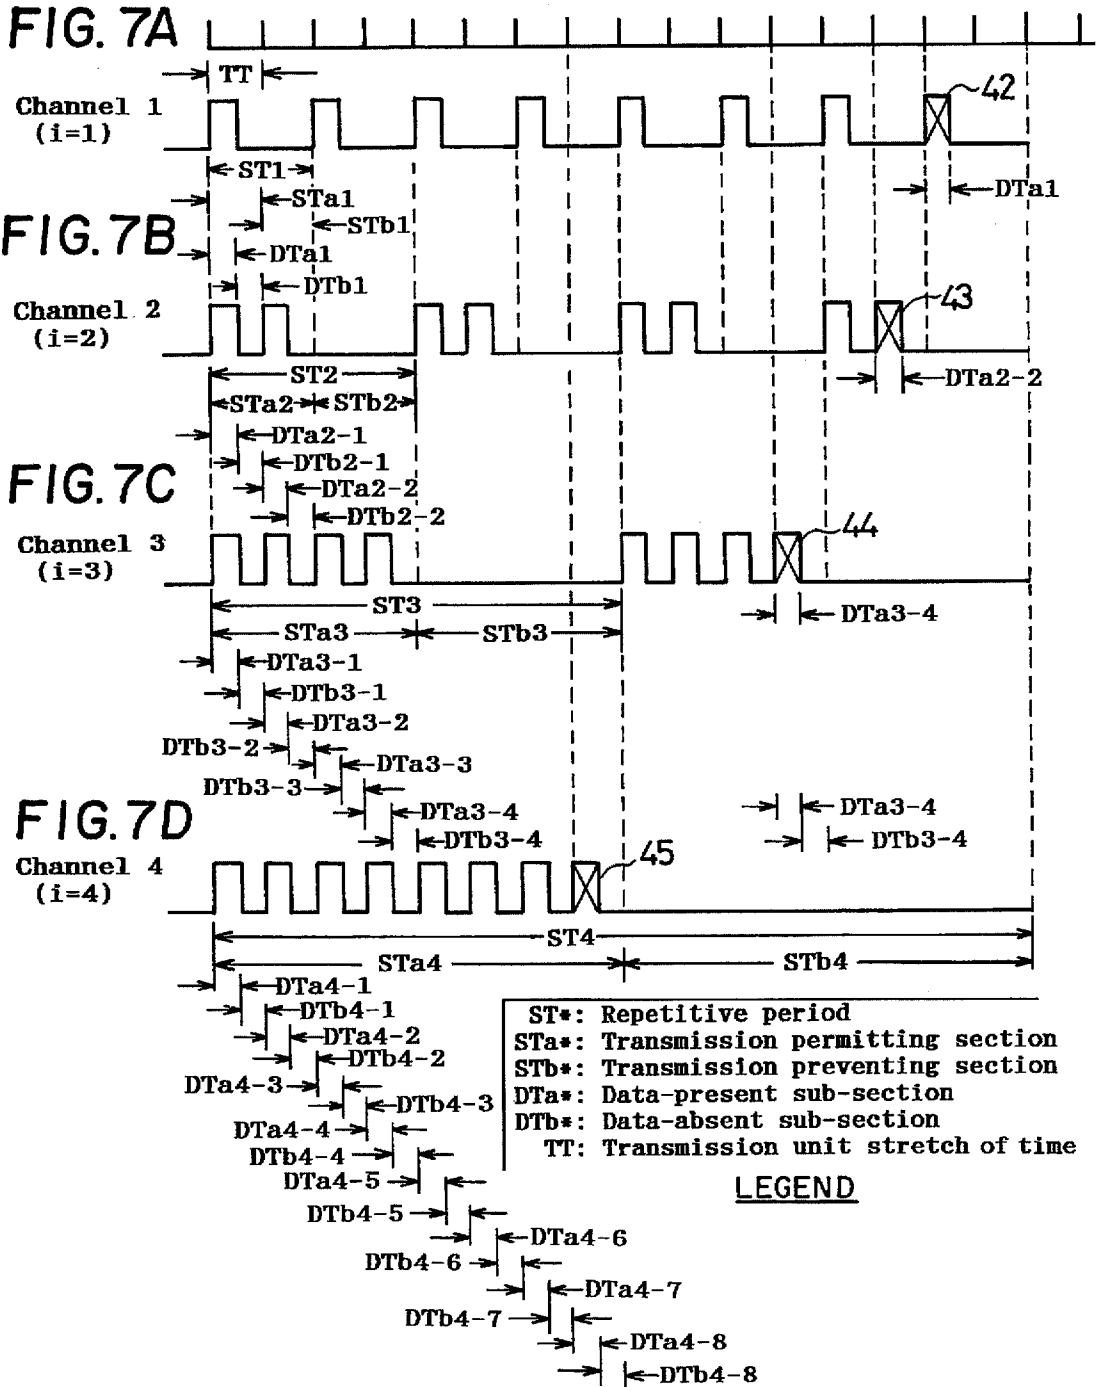 FIG.7A
TT
Channel 1
(i=1)
42
ST1
STa1
DTa1
STb1
FIG.7B
DTa1
DTb1
Channel 2
(i=2)
43
ST2
DTa2-2
STa2
STb2
DTa2-1
DTb2-1
FIG.7C
DTa2-2
DTb2-2
Channel 3
(i=3)
44
ST3
DTa3-4
STa3
STb3
DTa3-1
DTb3-1
DTa3-2
DTb3-2
DTa3-3
DTb3-3
FIG.7D
DTa3-4
DTa3-4
DTb3-4
DTb3-4
Channel 4
(i=4)
45
ST4
STa4
STb4
DTa4-1
DTb4-1
DTa4-2
DTb4-2
DTa4-3
DTb4-3
DTa4-4
DTb4-4
DTa4-5
DTb4-5
DTa4-6
DTb4-6
DTa4-7
DTb4-7
DTa4-8
DTb4-8
ST*: Repetitive period
STa*: Transmission permitting section
STb*: Transmission preventing section
DTa*: Data-present sub-section
DTb*: Data-absent sub-section
TT: Transmission unit stretch of time
LEGEND